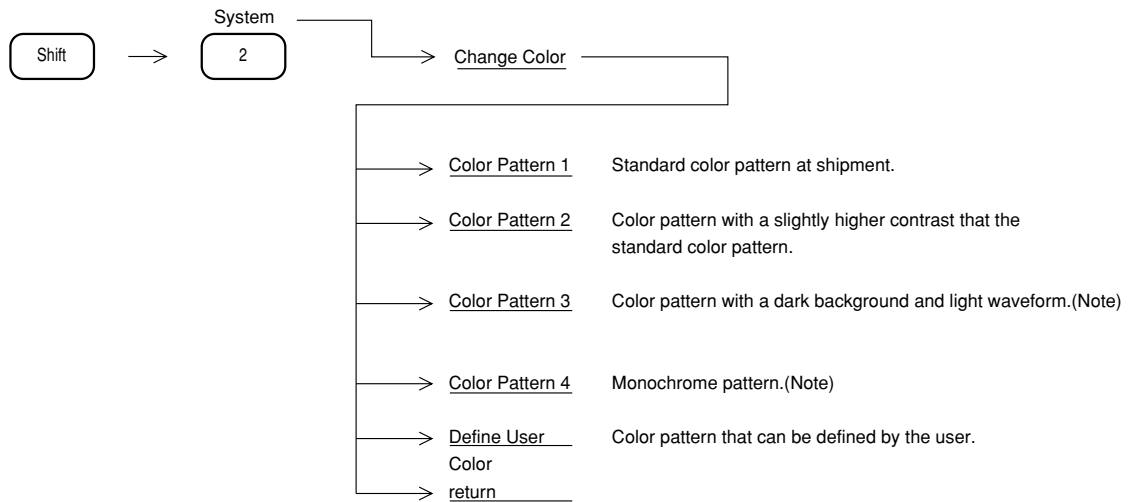 System
Shift
2
Change Color
Color Pattern 1 Standard color pattern at shipment.
Color Pattern 2 Color pattern with a slightly higher contrast that the
standard color pattern.
Color Pattern 3 Color pattern with a dark background and light waveform.(Note)
Color Pattern 4 Monochrome pattern.(Note)
Define User Color pattern that can be defined by the user.
Color
return